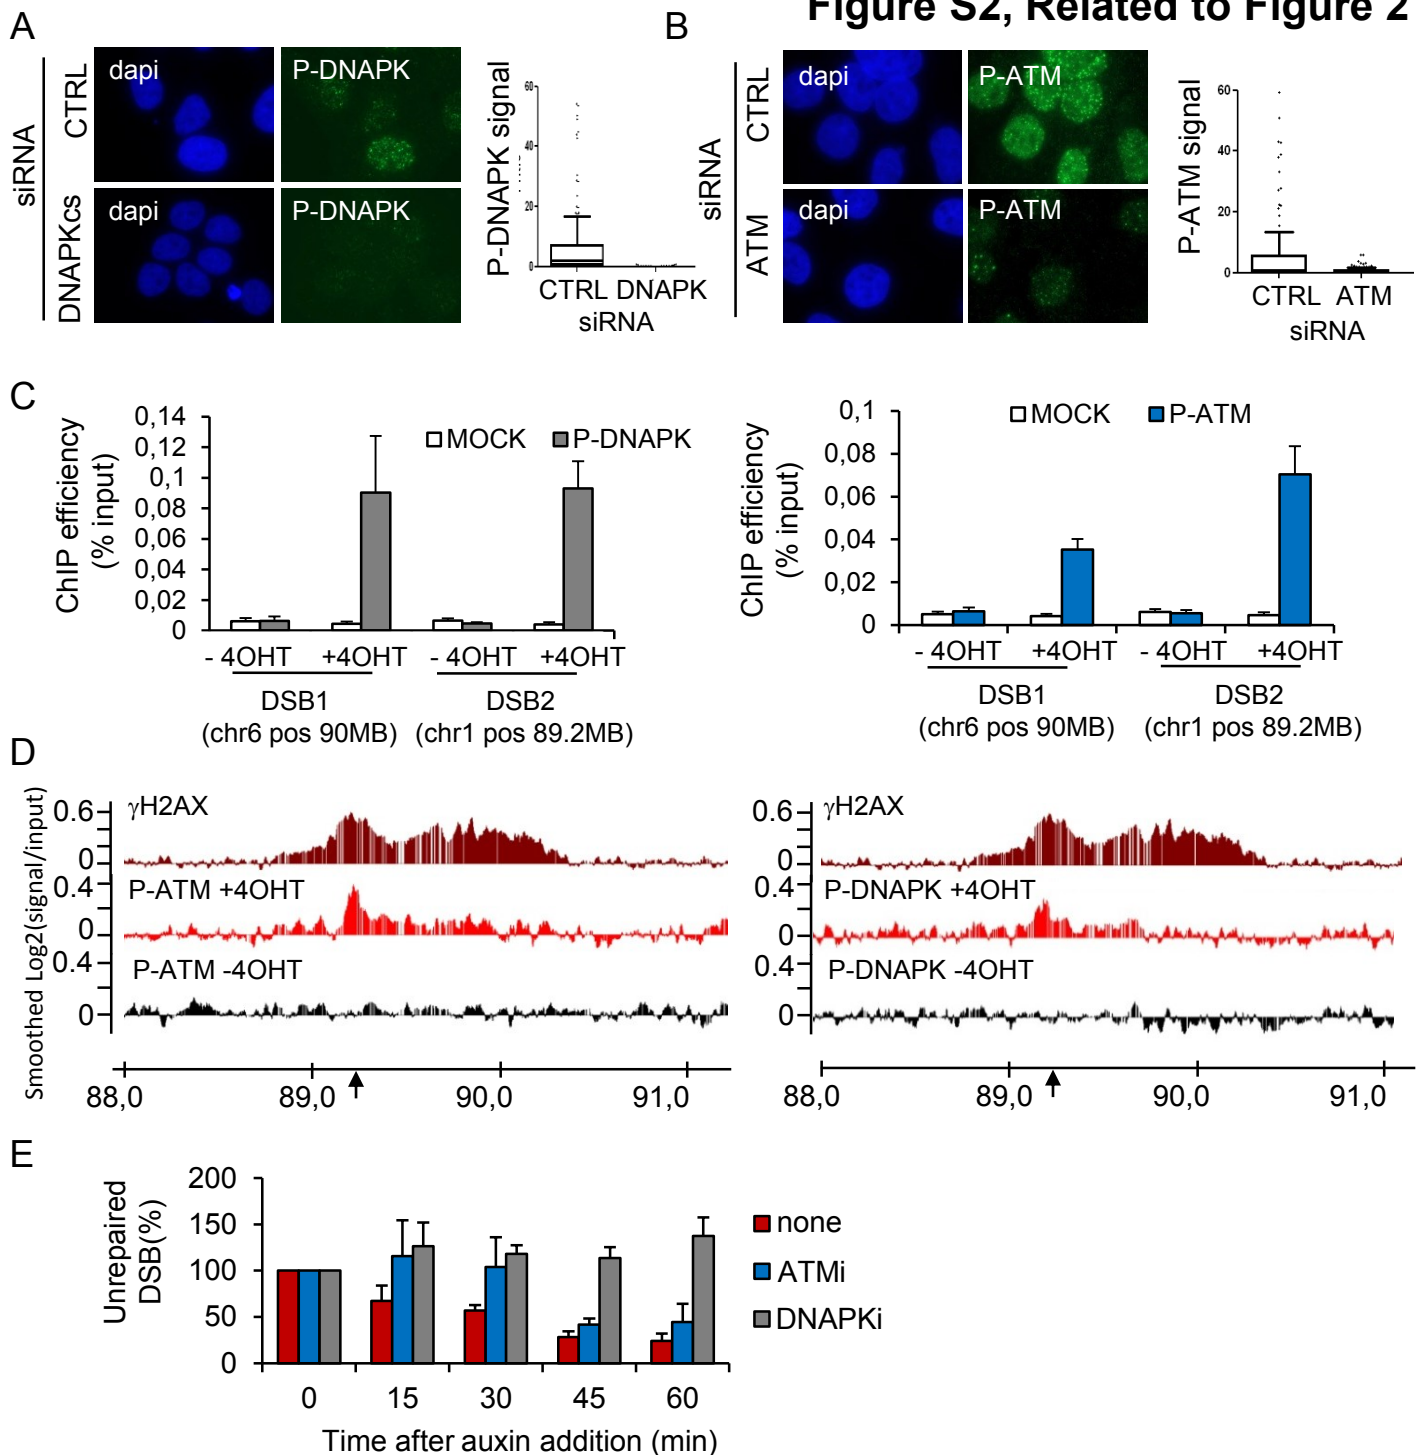 Figure S2, Related to Figure 2
A
siRNA
CTRL
DNAPKcs
dapi
P-DNAPK
dapi
P-DNAPK
P-DNAPK signal
60
40
20
0
CTRL DNAPK
siRNA
B
siRNA
CTRL
ATM
dapi
P-ATM
dapi
P-ATM
P-ATM signal
60
40
20
0
CTRL ATM
siRNA
C
ChIP efficiency
(% input)
0,14
0,12
0,1
0,08
0,06
0,04
0,02
0
MOCK P-DNAPK
- 4OHT +4OHT - 4OHT +4OHT
DSB1 DSB2
(chr6 pos 90MB) (chr1 pos 89.2MB)
ChIP efficiency
(% input)
0,1
0,08
0,06
0,04
0,02
0
MOCK P-ATM
- 4OHT +4OHT - 4OHT +4OHT
DSB1 DSB2
(chr6 pos 90MB) (chr1 pos 89.2MB)
D
Smoothed Log2(signal/input)
0.6
γH2AX
0
0.4
P-ATM +4OHT
0
0.4
P-ATM -4OHT
0
88,0 89,0 90,0 91,0
0.6
γH2AX
0
0.4
P-DNAPK +4OHT
0
0.4
P-DNAPK -4OHT
0
88,0 89,0 90,0 91,0
E
Unrepaired
DSB(%)
200
150
100
50
0
none
ATMi
DNAPKi
0 15 30 45 60
Time after auxin addition (min)